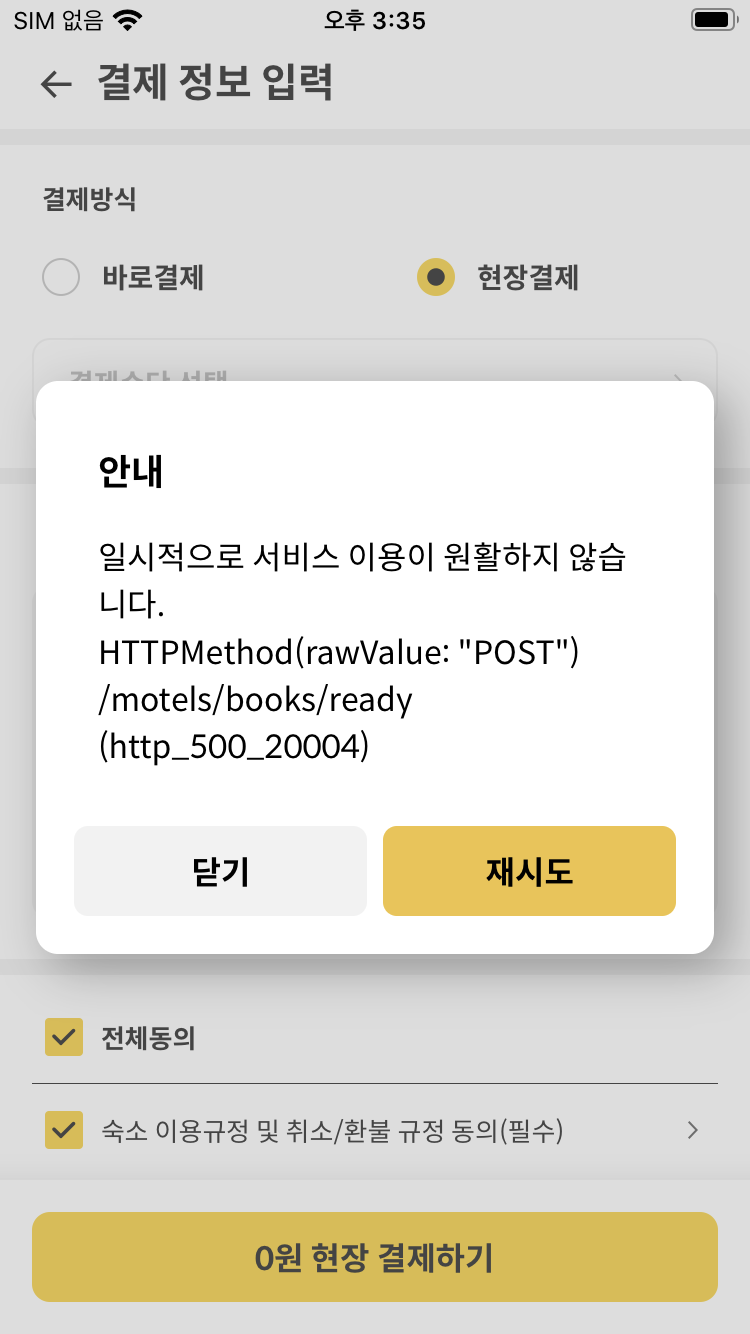 SIM 없음
오후 3:35
결제 정보 입력
결제방식
바로결제
현장결제
결제수단 선택
안내
일시적으로 서비스 이용이 원활하지 않습
니다.
HTTPMethod(rawValue: "POST")
/motels/books/ready
(http_500_20004)
닫기
재시도
전체동의
숙소 이용규정 및 취소/환불 규정 동의(필수)
0원 현장 결제하기